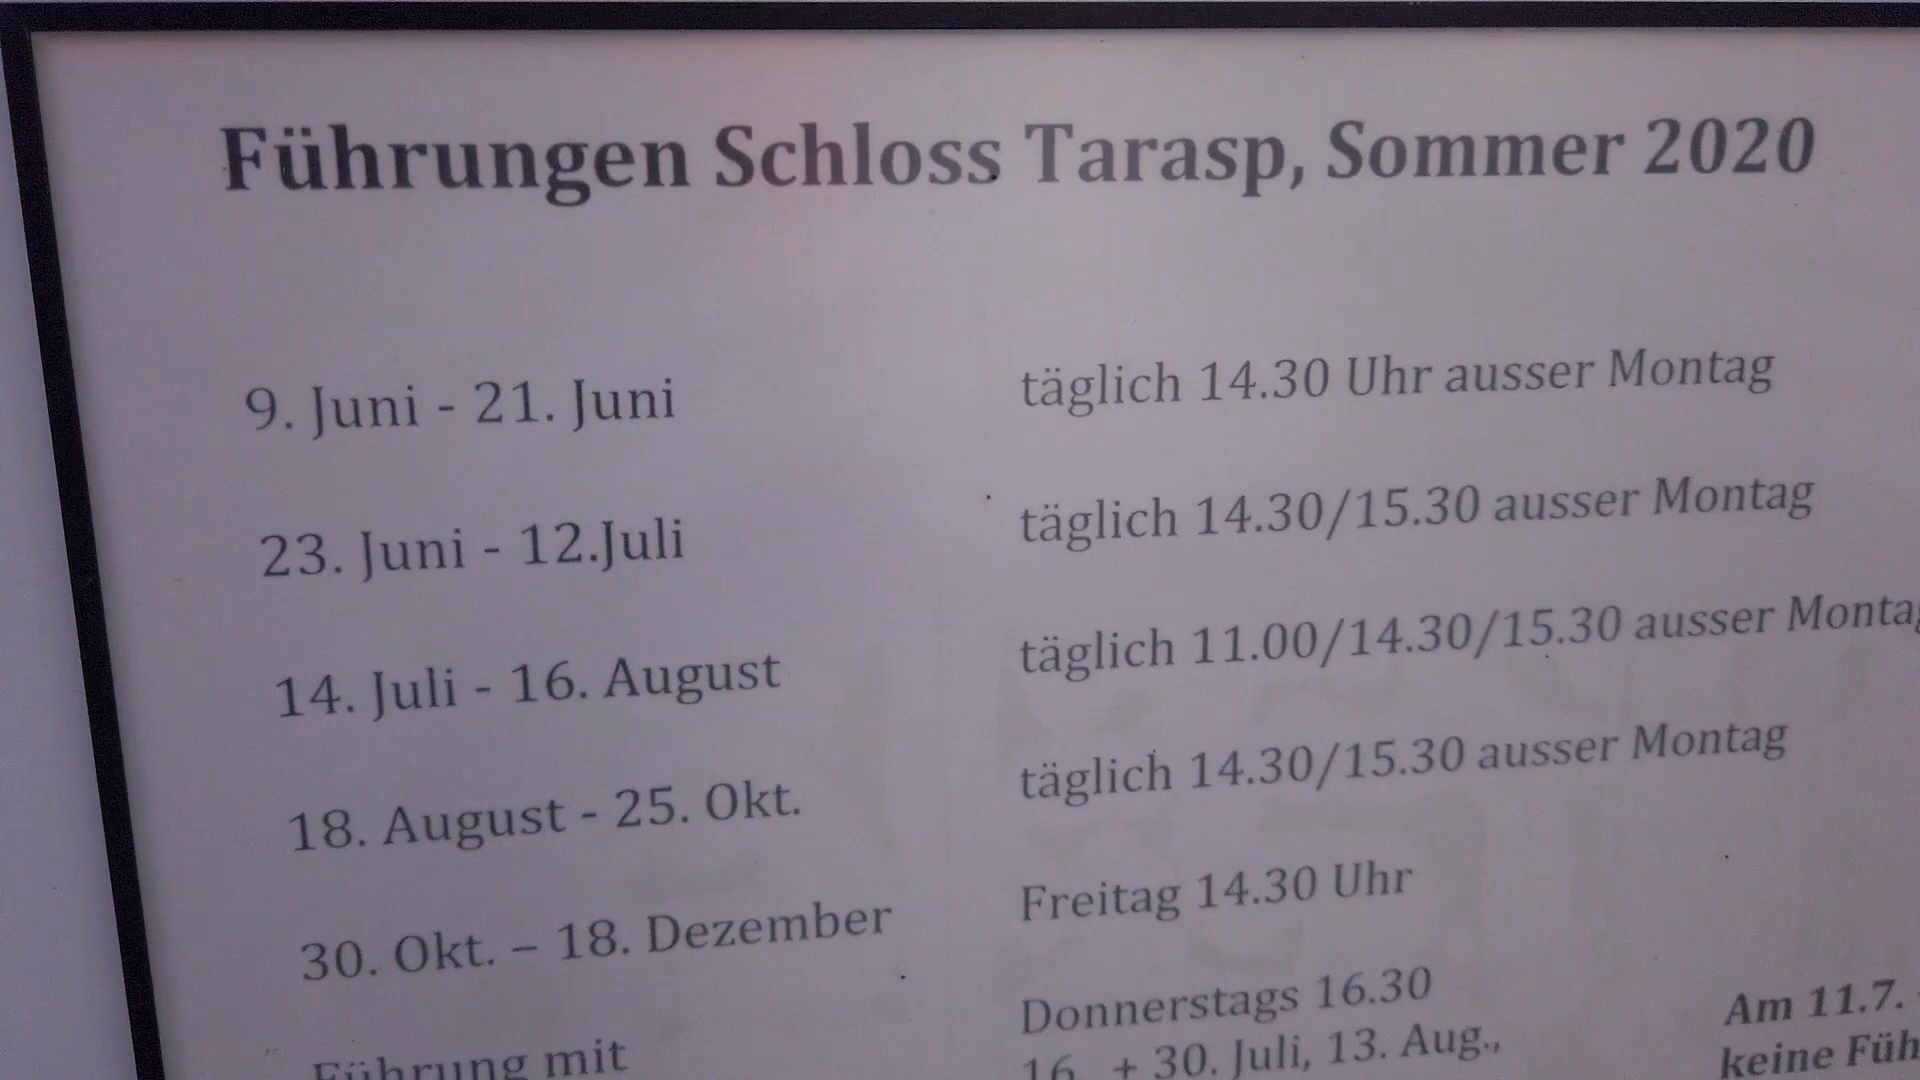 Führungen Schloss Tarasp, Sommer 2020
9. Juni - 21. Juni täglich 14.30 Uhr ausser Montag
23. Juni - 12.Juli täglich 14.30/15.30 ausser Montag
14. Juli - 16. August täglich 11.00/14.30/15.30 ausser Montag
18. August - 25. Okt. täglich 14.30/15.30 ausser Montag
30. Okt. – 18. Dezember Freitag 14.30 Uhr
Führung mit Donnerstags 16.30
16. + 30. Juli, 13. Aug.,
Am 11.7.
keine